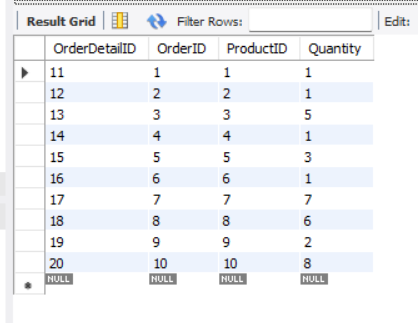 Result Grid Filter Rows: Edit:
OrderDetailID OrderID ProductID Quantity
11 1 1 1
12 2 2 1
13 3 3 5
14 4 4 1
15 5 5 3
16 6 6 1
17 7 7 7
18 8 8 6
19 9 9 2
20 10 10 8
NULL NULL NULL NULL